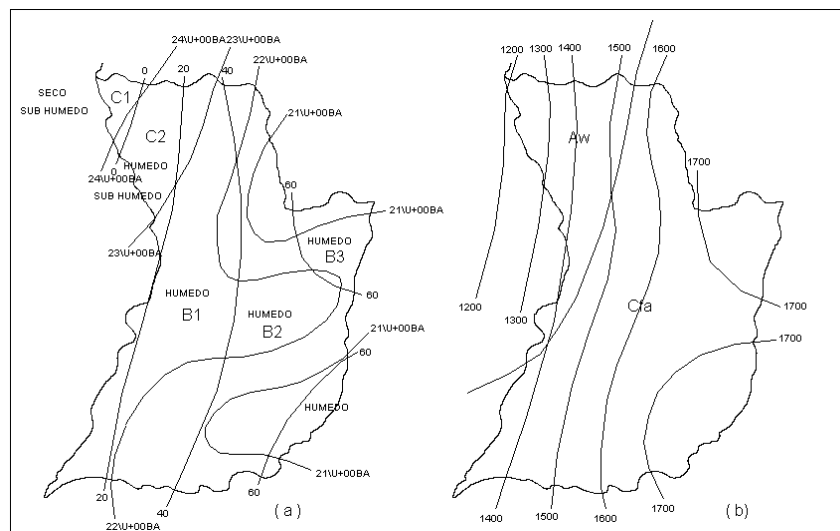 24\U+00BA 23\U+00BA
0 20 40 22\U+00BA
SECO
C1
SUB HUMEDO
21\U+00BA
C2
HUMEDO
0
24\U+00BA
60
SUB HUMEDO
21\U+00BA
HUMEDO
23\U+00BA
B3
HUMEDO
60
B1
HUMEDO
B2
21\U+00BA
60
HUMEDO
21\U+00BA
20
60
40
22\U+00BA
( a )
1200 1300 1400 1500 1600
Aw
1700
1200
1300
Cfa
1700
1700
1400
1500
1600
1700
( b )